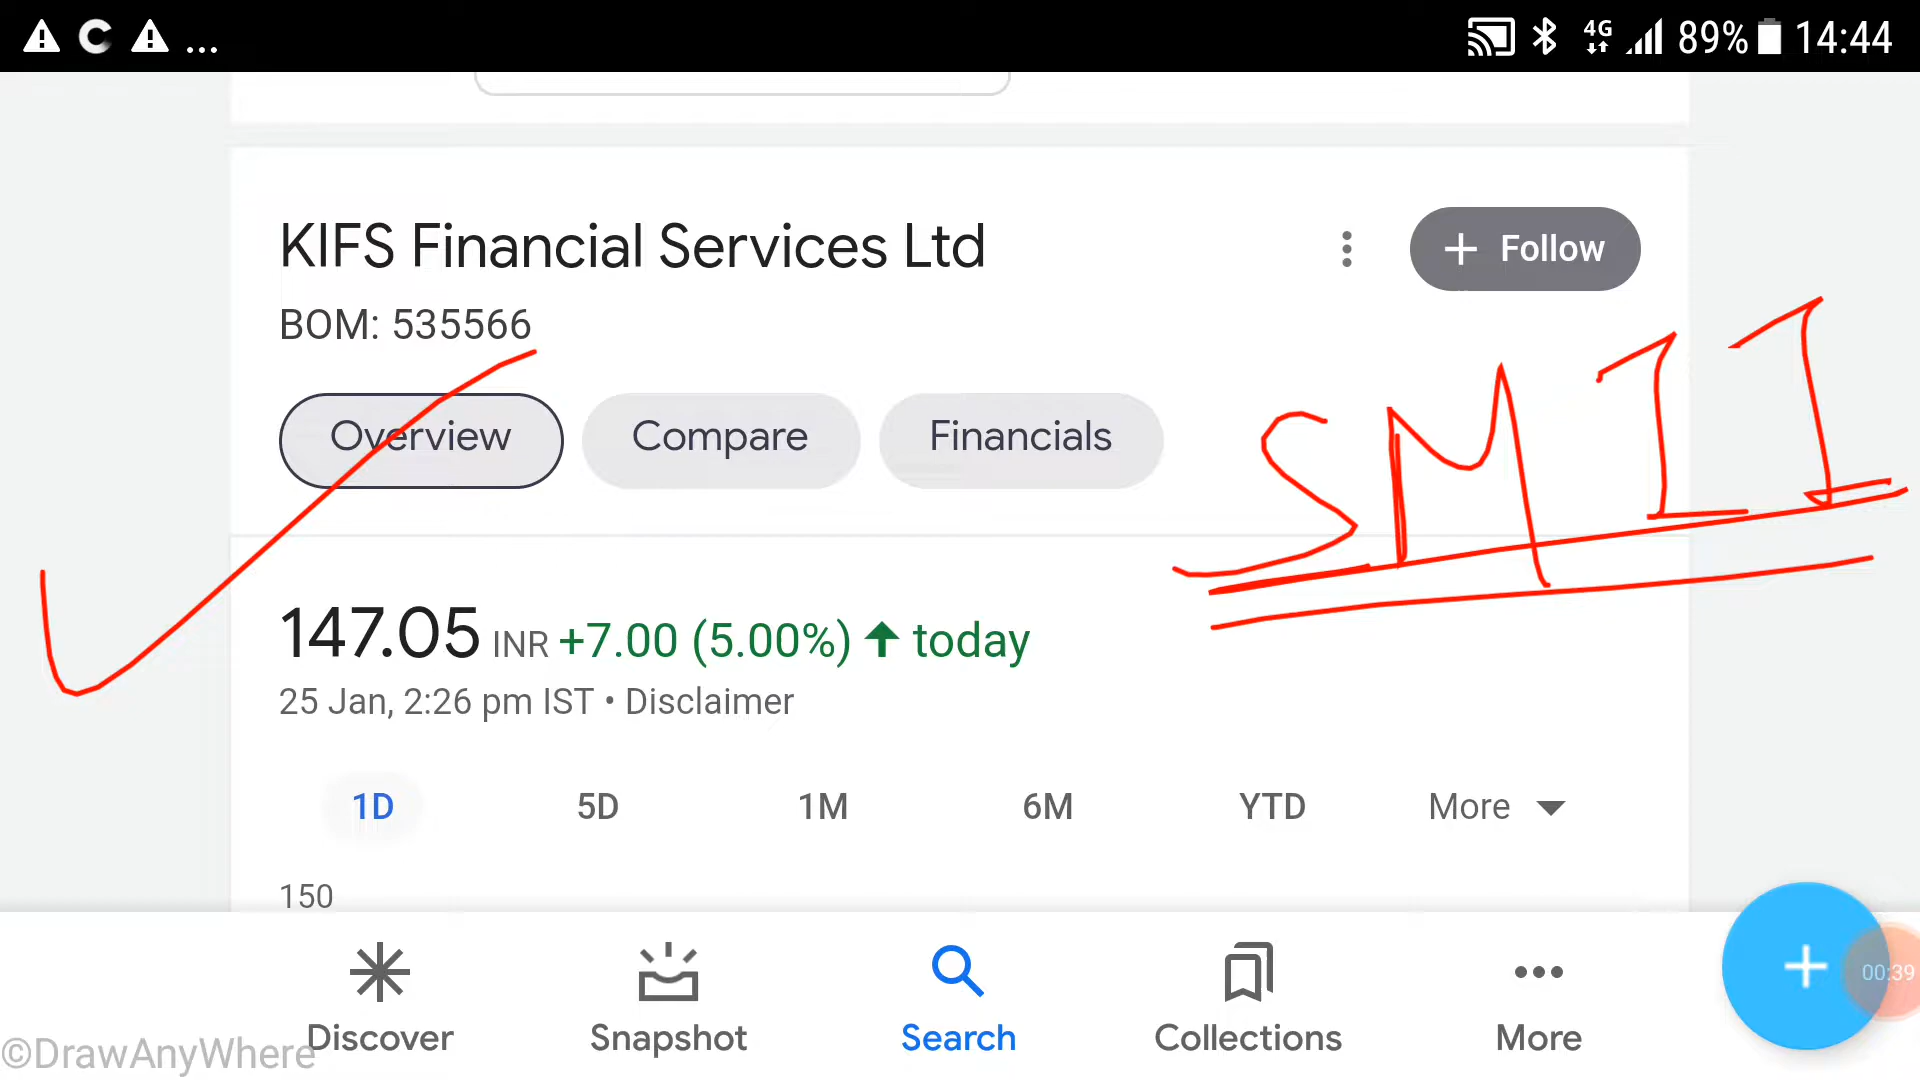 4G 89% 14:44
KIFS Financial Services Ltd
+ Follow
BOM: 535566
Overview Compare Financials
SMII
147.05 INR +7.00 (5.00%) ↑ today
25 Jan, 2:26 pm IST • Disclaimer
1D 5D 1M 6M YTD More
150
00:39
Discover Snapshot Search Collections More
©DrawAnyWhere